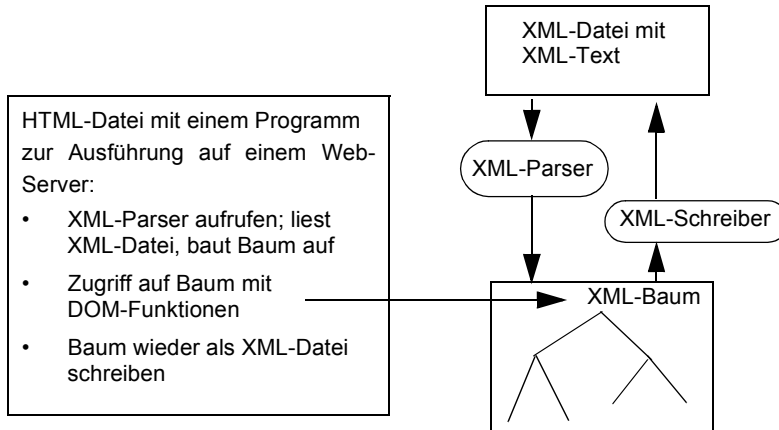 XML-Datei mit
XML-Text
HTML-Datei mit einem Programm
zur Ausführung auf einem Web-
Server:
• XML-Parser aufrufen; liest
XML-Datei, baut Baum auf
• Zugriff auf Baum mit
DOM-Funktionen
• Baum wieder als XML-Datei
schreiben
XML-Parser
XML-Schreiber
XML-Baum